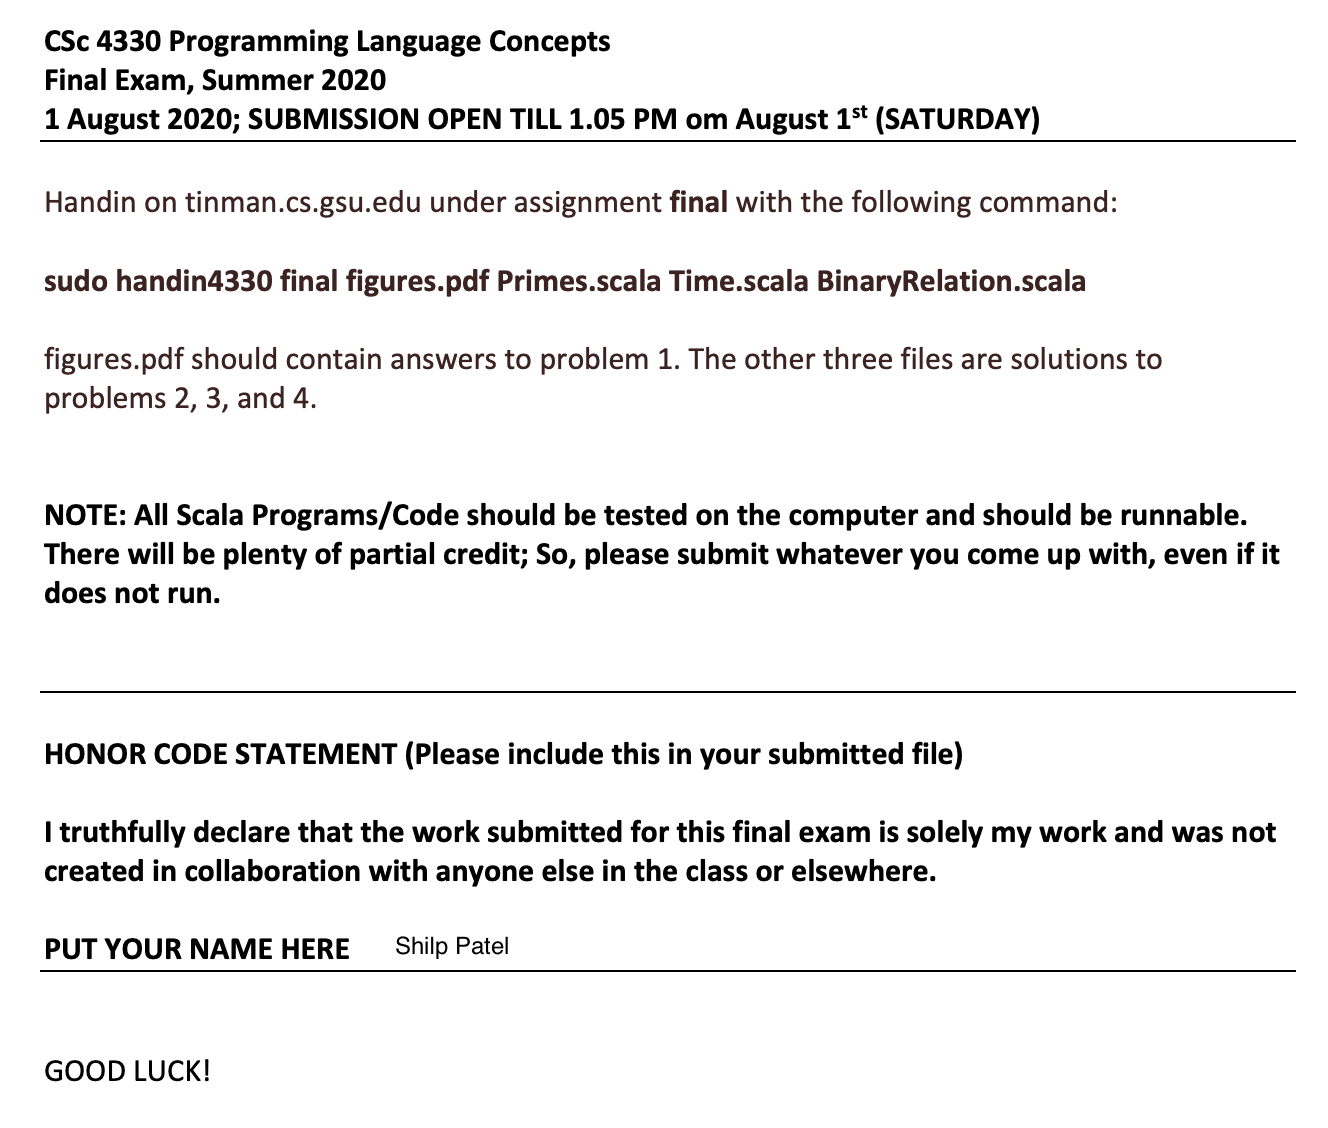 CSc 4330 Programming Language Concepts
Final Exam, Summer 2020
1 August 2020; SUBMISSION OPEN TILL 1.05 PM om August 1st (SATURDAY)
Handin on tinman.cs.gsu.edu under assignment final with the following command:
sudo handin4330 final figures.pdf Primes.scala Time.scala BinaryRelation.scala
figures.pdf should contain answers to problem 1. The other three files are solutions to
problems 2, 3, and 4.
NOTE: All Scala Programs/Code should be tested on the computer and should be runnable.
There will be plenty of partial credit; So, please submit whatever you come up with, even if it
does not run.
HONOR CODE STATEMENT (Please include this in your submitted file)
I truthfully declare that the work submitted for this final exam is solely my work and was not
created in collaboration with anyone else in the class or elsewhere.
PUT YOUR NAME HERE Shilp Patel
GOOD LUCK!